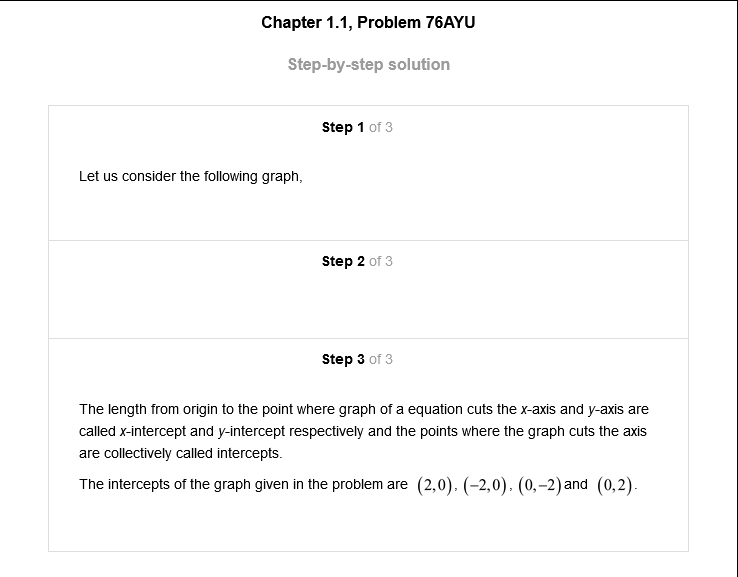 Chapter 1.1, Problem 76AYU
Step-by-step solution
Step 1 of 3
Let us consider the following graph,
Step 2 of 3
Step 3 of 3
The length from origin to the point where graph of a equation cuts the x-axis and y-axis are
called x-intercept and y-intercept respectively and the points where the graph cuts the axis
are collectively called intercepts.
The intercepts of the graph given in the problem are (2,0), (−2,0), (0,−2) and (0,2).